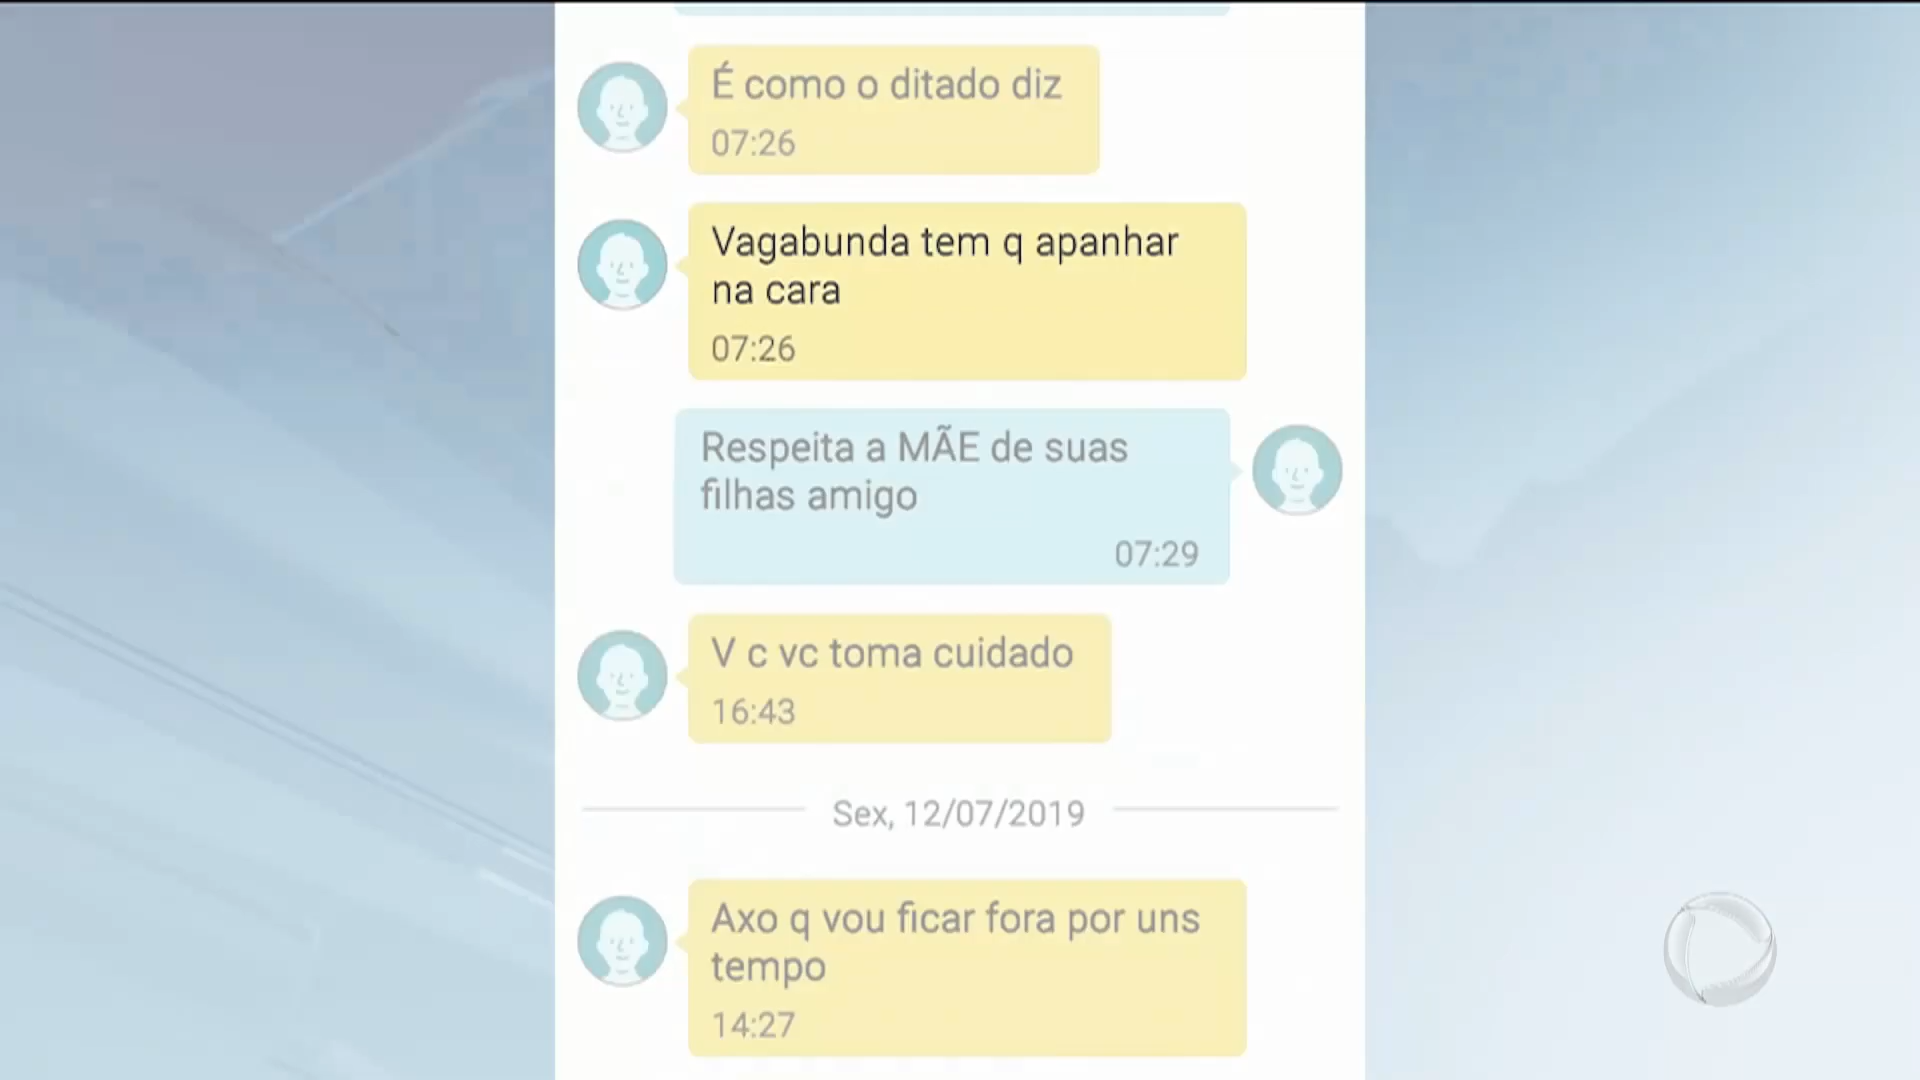 É como o ditado diz
07:26
Vagabunda tem q apanhar
na cara
07:26
Respeita a MÃE de suas
filhas amigo
07:29
V c vc toma cuidado
16:43
Sex, 12/07/2019
Axo q vou ficar fora por uns
tempo
14:27